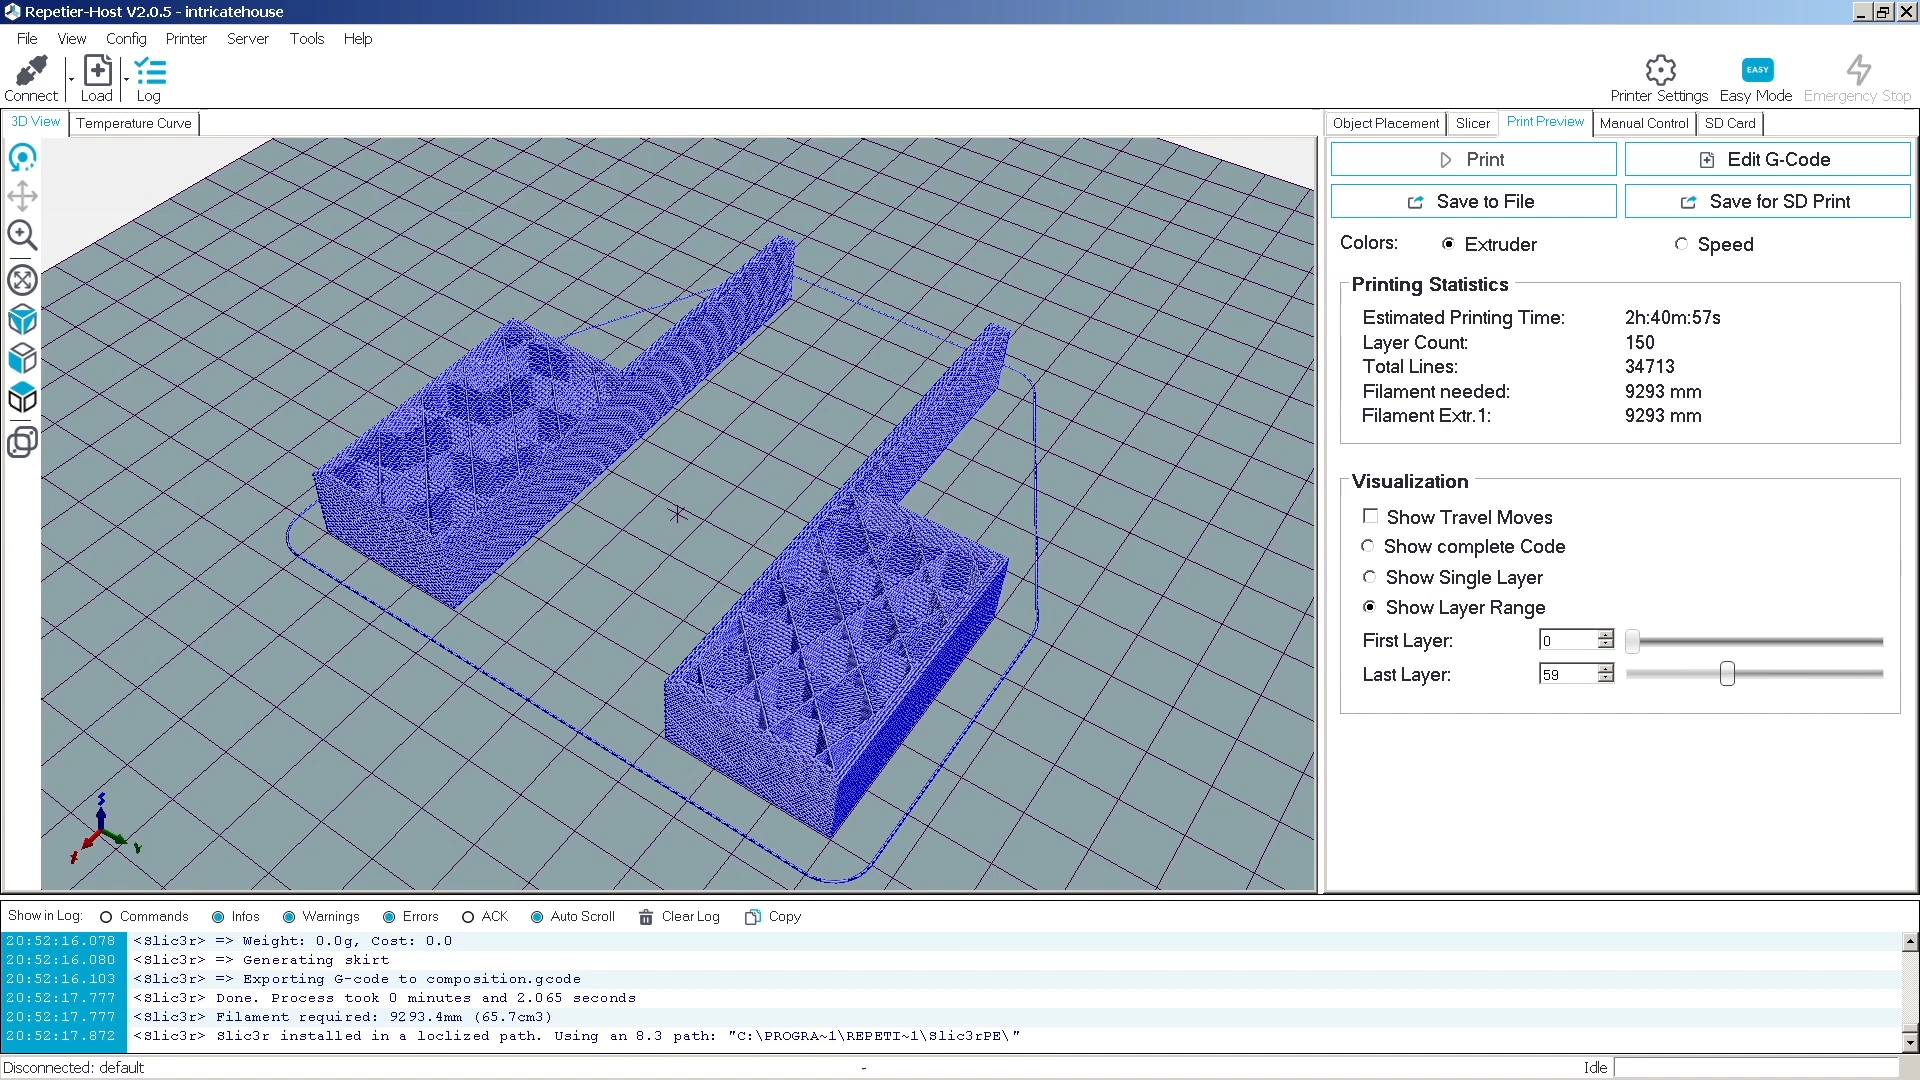 Repetier-Host V2.0.5 - intricatehouse
File View Config Printer Server Tools Help
Connect Load Log Printer Settings EASY Easy Mode Emergency Stop
3D View Temperature Curve Object Placement Slicer Print Preview Manual Control SD Card
Print Edit G-Code
Save to File Save for SD Print
Colors: Extruder Speed
Printing Statistics
Estimated Printing Time: 2h:40m:57s
Layer Count: 150
Total Lines: 34713
Filament needed: 9293 mm
Filament Extr.1: 9293 mm
Visualization
Show Travel Moves
Show complete Code
Show Single Layer
Show Layer Range
First Layer: 0
Last Layer: 59
Show in Log: Commands Infos Warnings Errors ACK Auto Scroll Clear Log Copy
20:52:16.078 <Slic3r> => Weight: 0.0g, Cost: 0.0
20:52:16.080 <Slic3r> => Generating skirt
20:52:16.103 <Slic3r> => Exporting G-code to composition.gcode
20:52:17.777 <Slic3r> Done. Process took 0 minutes and 2.065 seconds
20:52:17.777 <Slic3r> Filament required: 9293.4mm (65.7cm3)
20:52:17.872 <Slic3r> Slic3r installed in a loclized path. Using an 8.3 path: "C:\PROGRA~1\REPETI~1\Slic3rPE\"
Disconnected: default - Idle